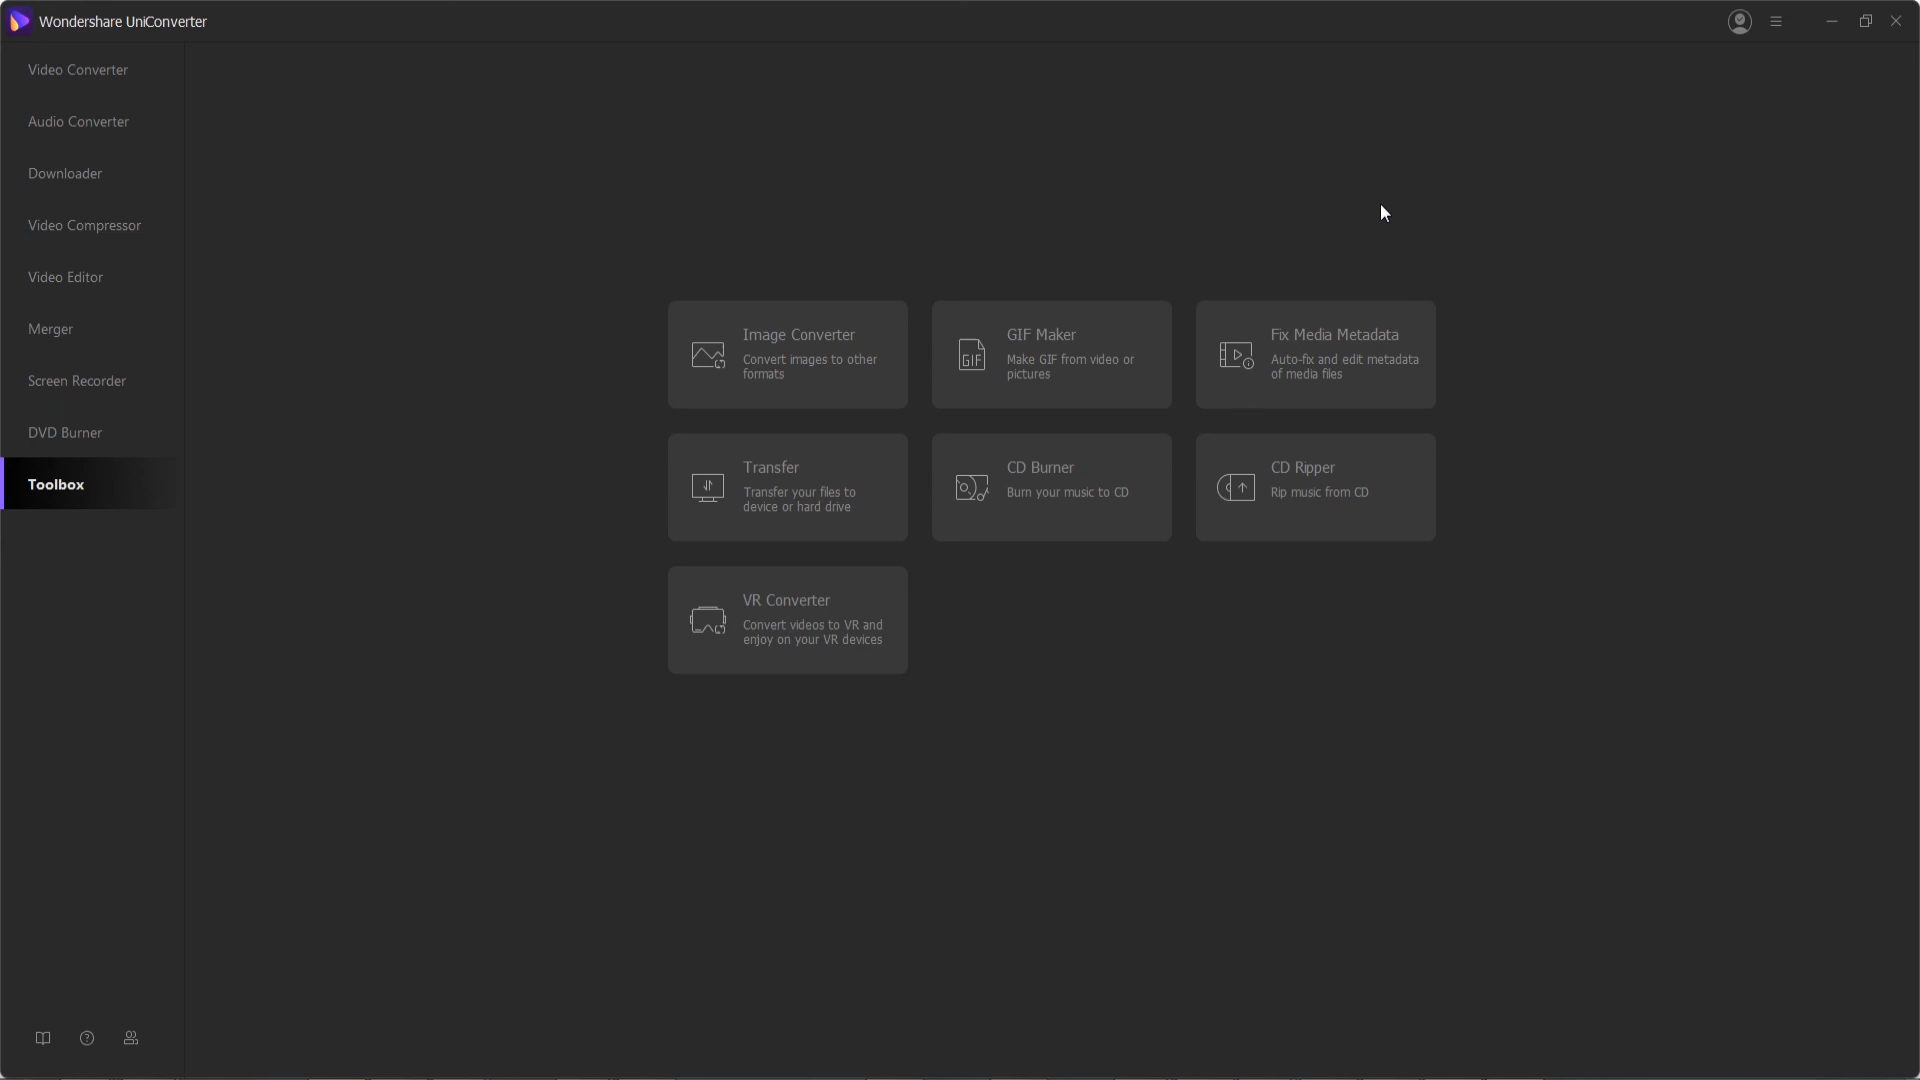 Wondershare UniConverter
Video Converter
Audio Converter
Downloader
Video Compressor
Video Editor
Merger
Screen Recorder
DVD Burner
Toolbox
Image Converter
Convert images to other
formats
GIF Maker
GIF
Make GIF from video or
pictures
Fix Media Metadata
Auto-fix and edit metadata
of media files
Transfer
Transfer your files to
device or hard drive
CD Burner
Burn your music to CD
CD Ripper
Rip music from CD
VR Converter
Convert videos to VR and
enjoy on your VR devices